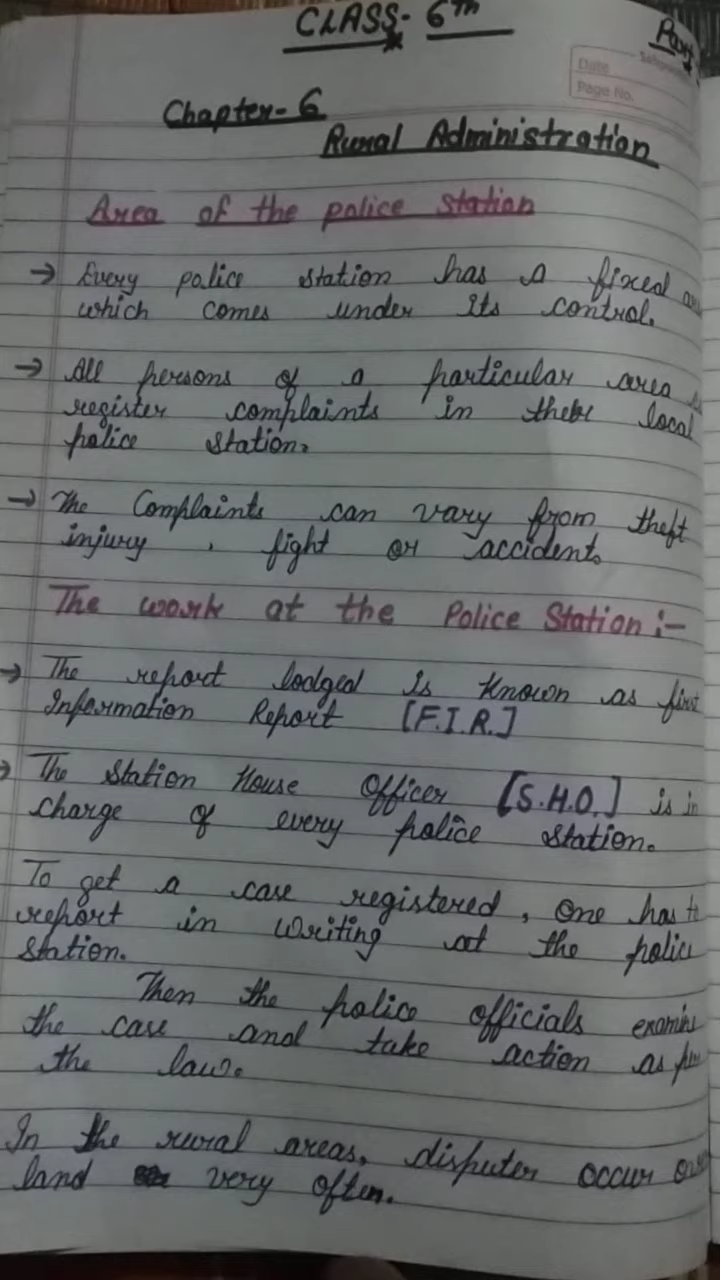 CLASS- 6th
Part
Date
Page No.
Chapter- 6
Rural Administration
Area of the police Station
→ Every police station has a fixed
which comes under its control.
→ All persons of a particular area
register complaints in their local
police station.
→ The Complaints can vary from theft
injury , fight or accident.
The work at the Police Station :-
→ The report lodged is Known as first
Information Report [F.I.R.]
→ The Station House Officer [S.H.O.] is in
charge of every police station.
To get a case registered, one has to
report in writing at the police
station.
Then the police officials examine
the case and take action as per
the law.
In the rural areas, disputes occur over
land very often.